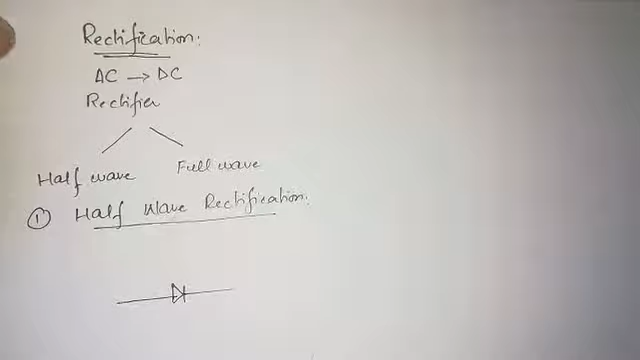 Rectification:
AC → DC
Rectifier
Half wave Full wave
① Half Wave Rectification: